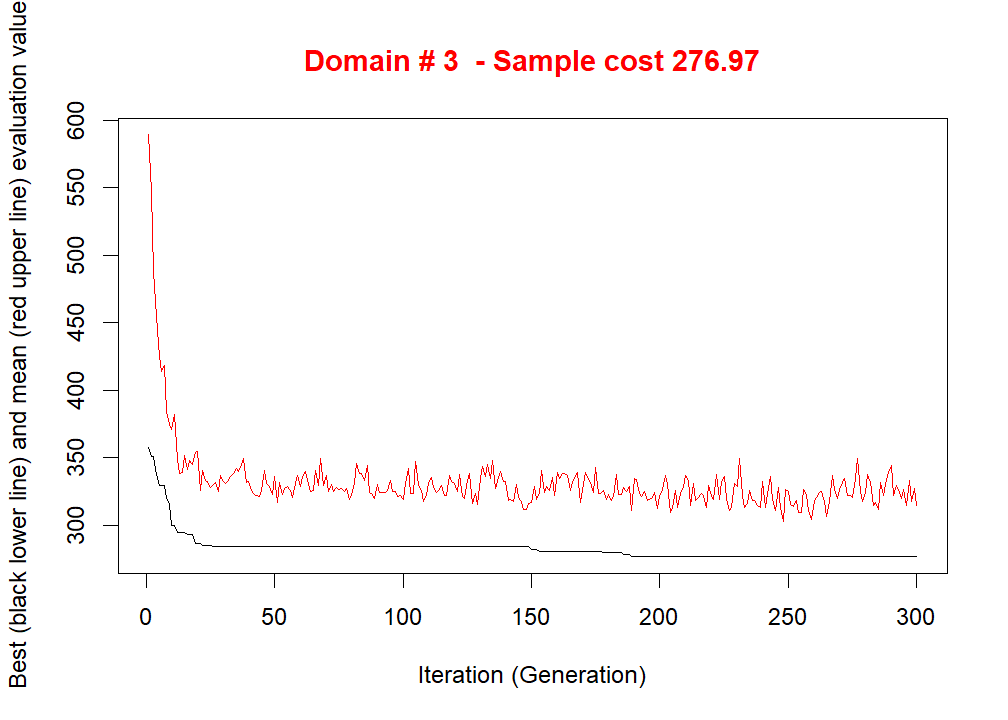 Domain # 3  - Sample cost 276.97
Best (black lower line) and mean (red upper line) evaluation value
600
550
500
450
400
350
300
0 50 100 150 200 250 300
Iteration (Generation)